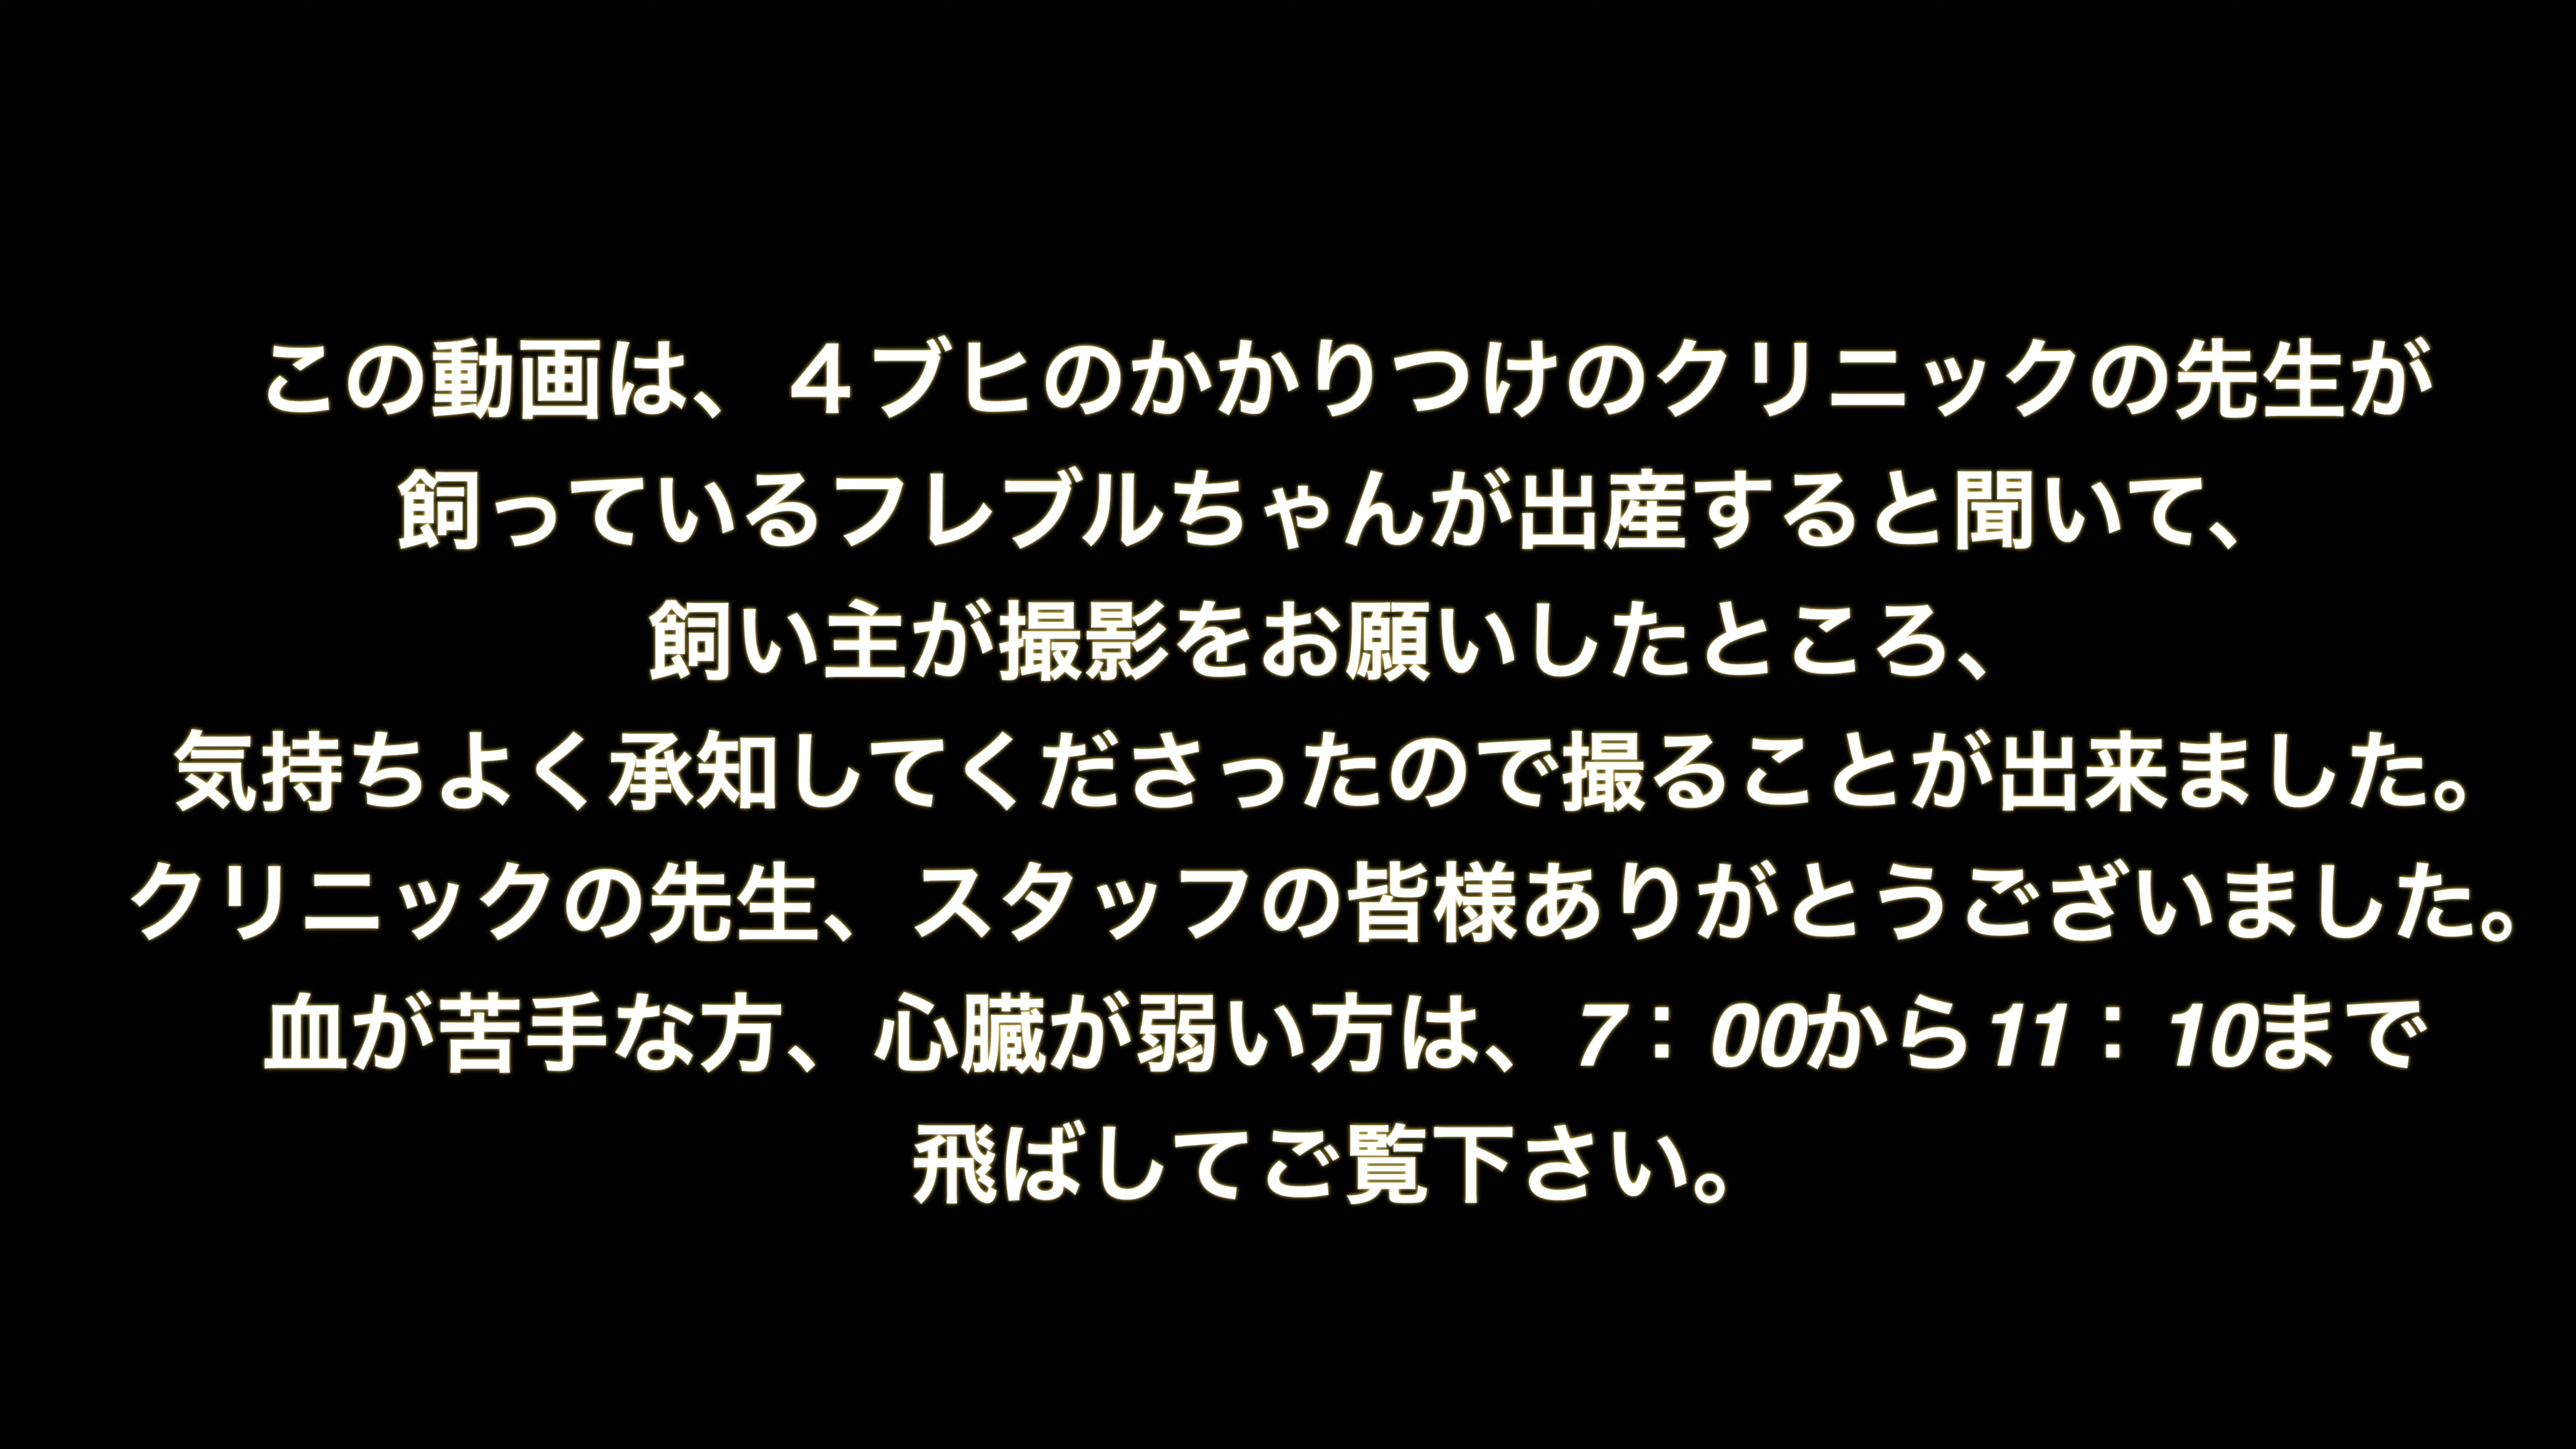 この動画は、４ブヒのかかりつけのクリニックの先生が
飼っているフレブルちゃんが出産すると聞いて、
飼い主が撮影をお願いしたところ、
気持ちよく承知してくださったので撮ることが出来ました。
クリニックの先生、スタッフの皆様ありがとうございました。
血が苦手な方、心臓が弱い方は、7：00から11：10まで
飛ばしてご覧下さい。